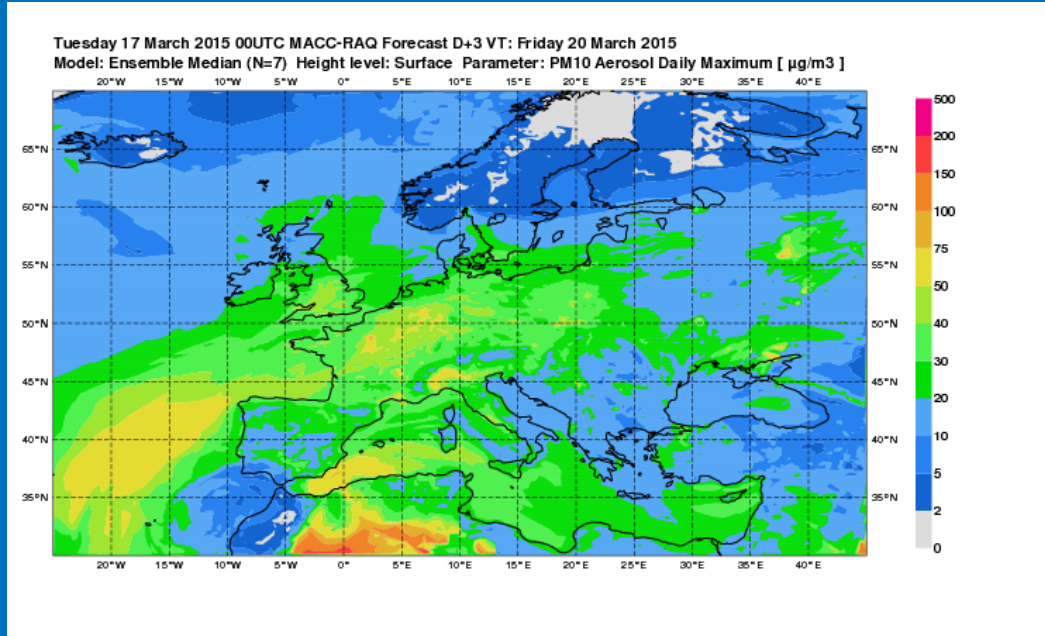 Tuesday 17 March 2015 00UTC MACC-RAQ Forecast D+3 VT: Friday 20 March 2015
Model: Ensemble Median (N=7) Height level: Surface Parameter: PM10 Aerosol Daily Maximum [ µg/m3 ]
20°W 15°W 10°W 5°W 0° 5°E 10°E 15°E 20°E 25°E 30°E 35°E 40°E
500
200
65°N 65°N
150
60°N 60°N
100
55°N 55°N
75
50
50°N 50°N
40
30
45°N 45°N
20
40°N 40°N
10
5
35°N 35°N
2
0
20°W 15°W 10°W 5°W 0° 5°E 10°E 15°E 20°E 25°E 30°E 35°E 40°E